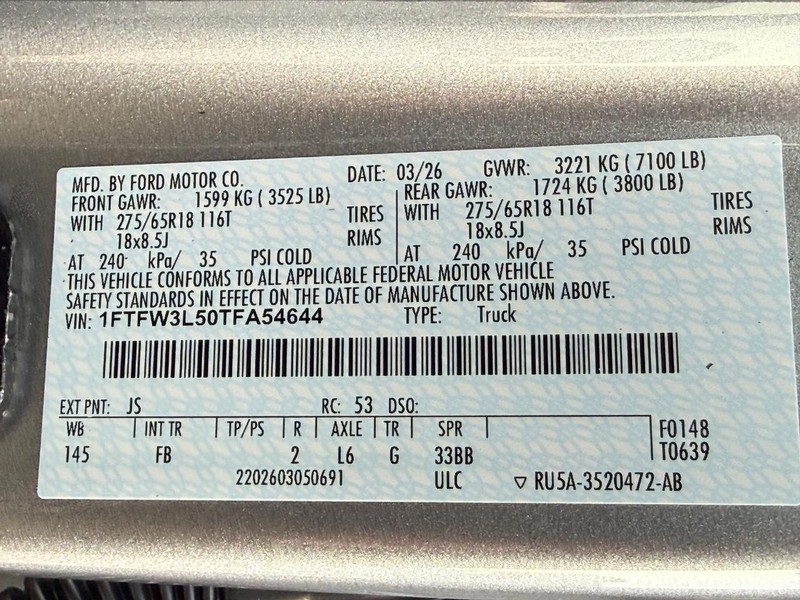 MFD. BY FORD MOTOR CO. DATE: 03/26 GVWR: 3221 KG ( 7100 LB)
FRONT GAWR: 1599 KG ( 3525 LB) REAR GAWR: 1724 KG ( 3800 LB)
WITH 275/65R18 116T TIRES WITH 275/65R18 116T TIRES
18x8.5J RIMS 18x8.5J RIMS
AT 240 kPa/ 35 PSI COLD AT 240 kPa/ 35 PSI COLD
THIS VEHICLE CONFORMS TO ALL APPLICABLE FEDERAL MOTOR VEHICLE
SAFETY STANDARDS IN EFFECT ON THE DATE OF MANUFACTURE SHOWN ABOVE.
VIN: 1FTFW3L50TFA54644 TYPE: Truck
EXT PNT: JS RC: 53 DSO:
WB INT TR TP/PS R AXLE TR SPR F0148
145 FB 2 L6 G 33BB T0639
2202603050691 ULC ▽ RU5A-3520472-AB